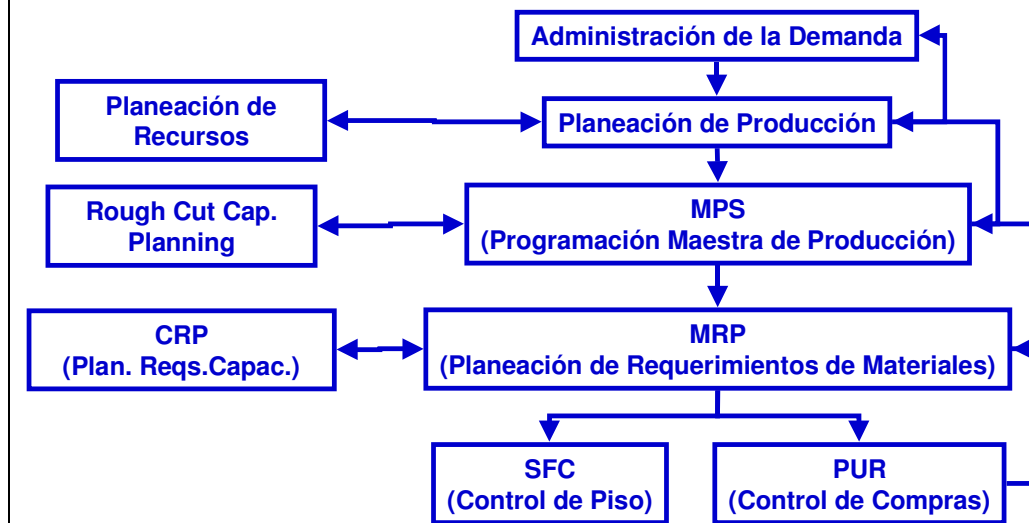 Administración de la Demanda
Planeación de
Recursos
Planeación de Producción
Rough Cut Cap.
Planning
MPS
(Programación Maestra de Producción)
CRP
(Plan. Reqs.Capac.)
MRP
(Planeación de Requerimientos de Materiales)
SFC
(Control de Piso)
PUR
(Control de Compras)